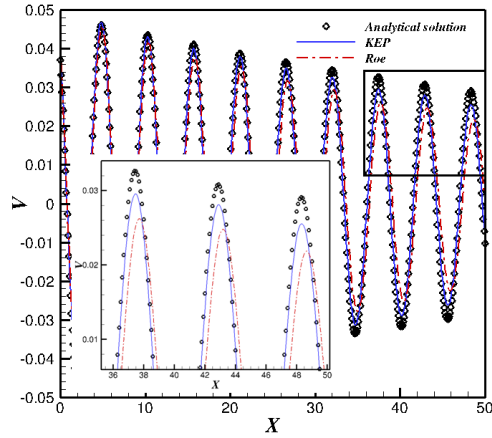 0.05
0.04
0.03
0.02
0.01
0
-0.01
-0.02
-0.03
-0.04
-0.05
V
Analytical solution
KEP
Roe
0.03
0.02
0.01
V
36 38 40 42 44 46 48 50
X
0 10 20 30 40 50
X